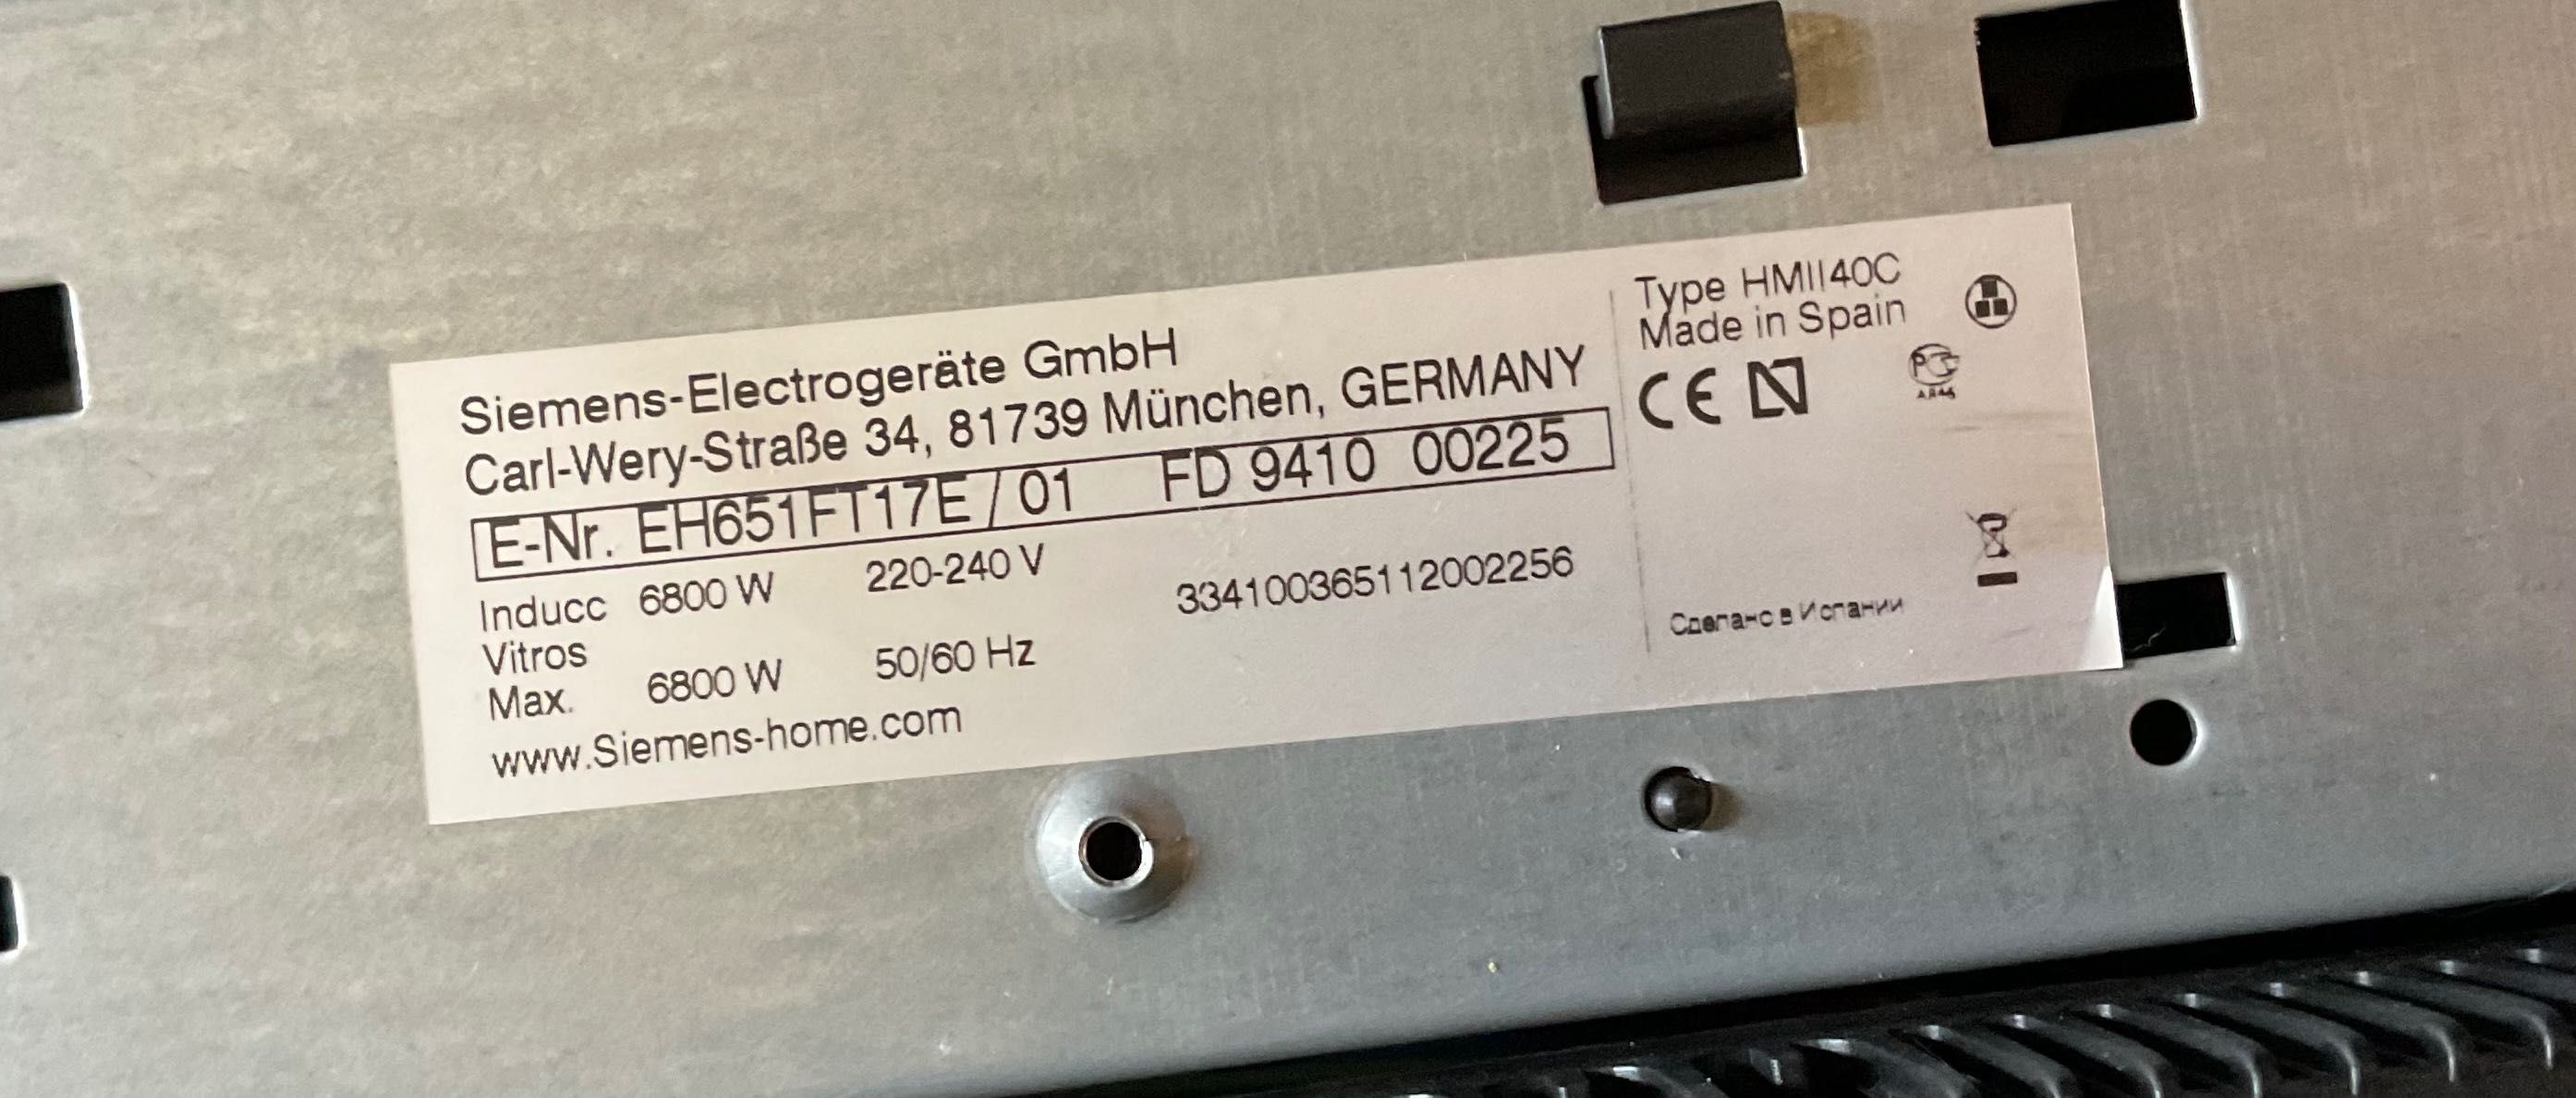 Siemens-Electrogeräte GmbH
Carl-Wery-Straße 34, 81739 München, GERMANY
E-Nr. EH651FT17E / 01 FD 9410 00225
Inducc 6800 W 220-240 V
334100365112002256
Vitros
Max. 6800 W 50/60 Hz
www.Siemens-home.com
Type HMII40C
Made in Spain
CE
Сделано в Испании